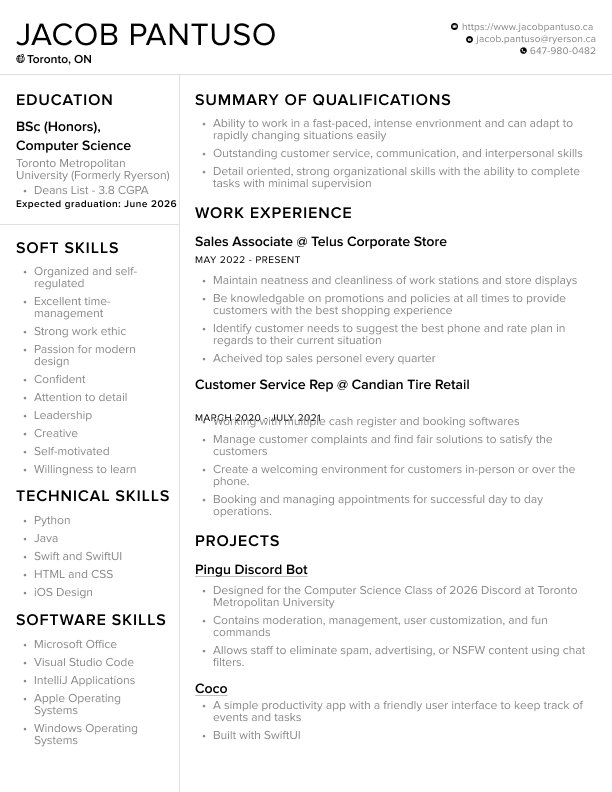 JACOB PANTUSO
Toronto, ON
https://www.jacobpantuso.ca
jacob.pantuso@ryerson.ca
647-980-0482
EDUCATION
BSc (Honors),
Computer Science
Toronto Metropolitan
University (Formerly Ryerson)
• Deans List - 3.8 CGPA
Expected graduation: June 2026
SOFT SKILLS
• Organized and self-
regulated
• Excellent time-
management
• Strong work ethic
• Passion for modern
design
• Confident
• Attention to detail
• Leadership
• Creative
• Self-motivated
• Willingness to learn
TECHNICAL SKILLS
• Python
• Java
• Swift and SwiftUI
• HTML and CSS
• iOS Design
SOFTWARE SKILLS
• Microsoft Office
• Visual Studio Code
• IntelliJ Applications
• Apple Operating
Systems
• Windows Operating
Systems
SUMMARY OF QUALIFICATIONS
• Ability to work in a fast-paced, intense envrionment and can adapt to
rapidly changing situations easily
• Outstanding customer service, communication, and interpersonal skills
• Detail oriented, strong organizational skills with the ability to complete
tasks with minimal supervision
WORK EXPERIENCE
Sales Associate @ Telus Corporate Store
MAY 2022 - PRESENT
• Maintain neatness and cleanliness of work stations and store displays
• Be knowledgable on promotions and policies at all times to provide
customers with the best shopping experience
• Identify customer needs to suggest the best phone and rate plan in
regards to their current situation
• Acheived top sales personel every quarter
Customer Service Rep @ Candian Tire Retail
MARCH 2020 - JULY 2021
• Working with multiple cash register and booking softwares
• Manage customer complaints and find fair solutions to satisfy the
customers
• Create a welcoming environment for customers in-person or over the
phone.
• Booking and managing appointments for successful day to day
operations.
PROJECTS
Pingu Discord Bot
• Designed for the Computer Science Class of 2026 Discord at Toronto
Metropolitan University
• Contains moderation, management, user customization, and fun
commands
• Allows staff to eliminate spam, advertising, or NSFW content using chat
filters.
Coco
• A simple productivity app with a friendly user interface to keep track of
events and tasks
• Built with SwiftUI